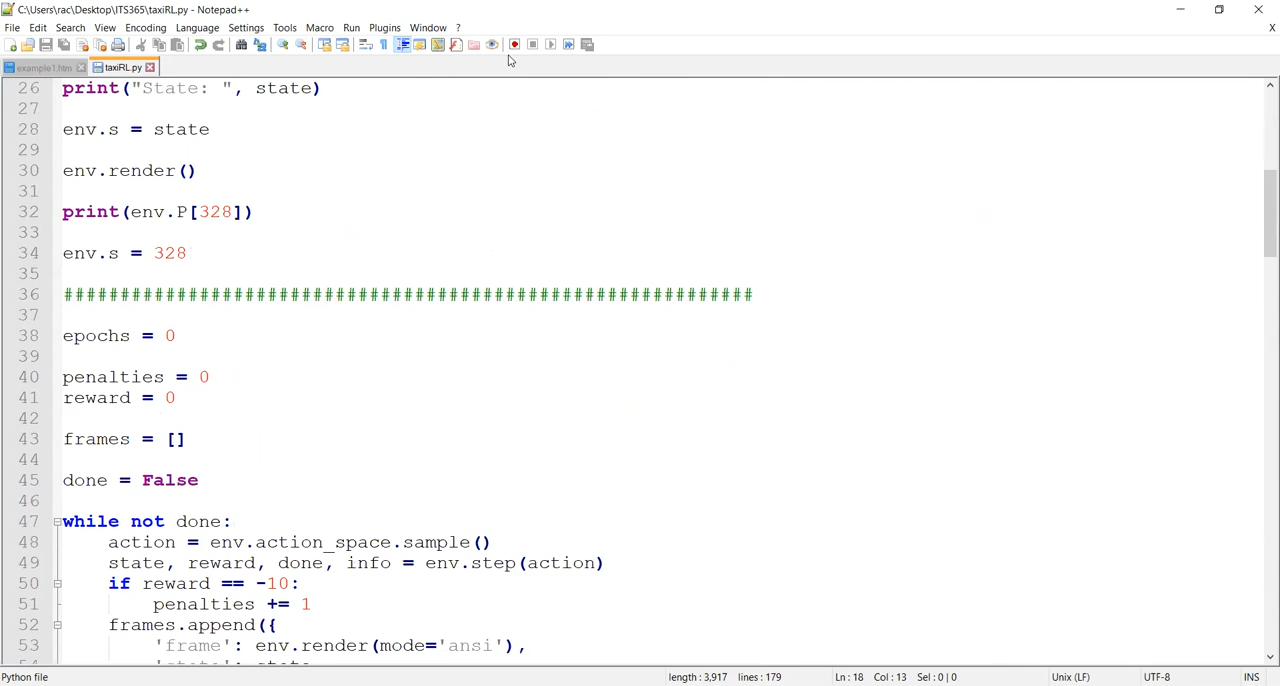 C:\Users\rac\Desktop\ITS365\taxiRL.py - Notepad++
File Edit Search View Encoding Language Settings Tools Macro Run Plugins Window ? X
example1.htm taxiRL.py
26 print("State: ", state)
27
28 env.s = state
29
30 env.render()
31
32 print(env.P[328])
33
34 env.s = 328
35
36 #############################################################
37
38 epochs = 0
39
40 penalties = 0
41 reward = 0
42
43 frames = []
44
45 done = False
46
47 while not done:
48 action = env.action_space.sample()
49 state, reward, done, info = env.step(action)
50 if reward == -10:
51 penalties += 1
52 frames.append({
53 'frame': env.render(mode='ansi'),
Python file length : 3,917 lines : 179 Ln : 18 Col : 13 Sel : 0 | 0 Unix (LF) UTF-8 INS